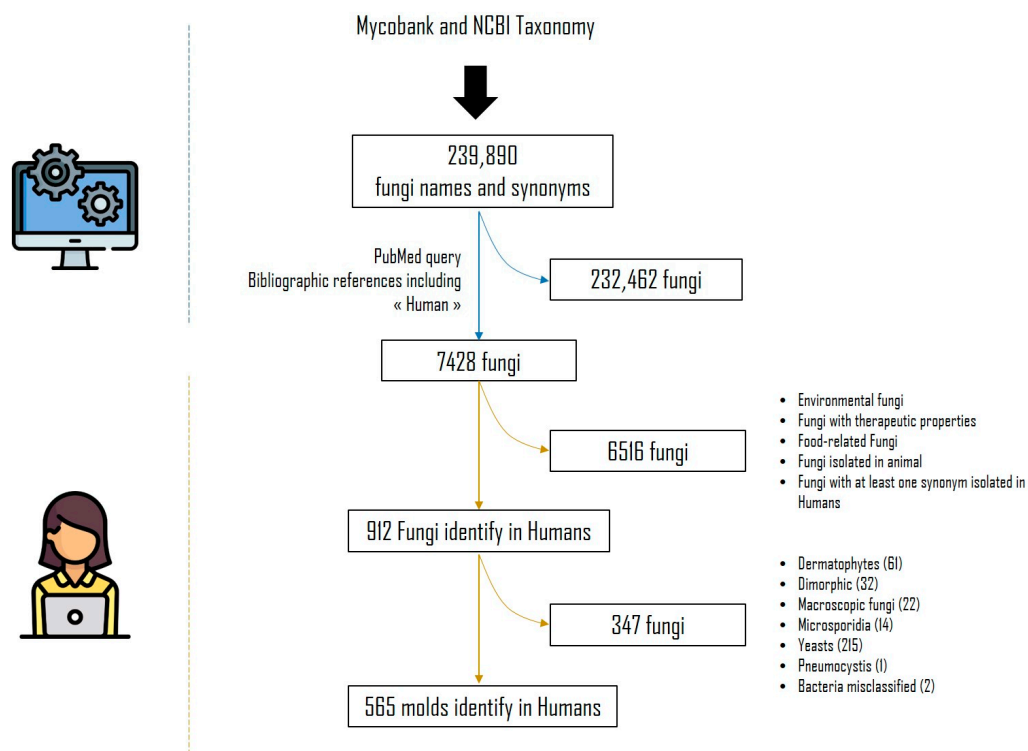 Mycobank and NCBI Taxonomy
239,890
fungi names and synonyms
PubMed query
Bibliographic references including
« Human »
232,462 fungi
7428 fungi
6516 fungi
• Environmental fungi
• Fungi with therapeutic properties
• Food-related Fungi
• Fungi isolated in animal
• Fungi with at least one synonym isolated in
Humans
912 Fungi identify in Humans
347 fungi
• Dermatophytes (61)
• Dimorphic (32)
• Macroscopic fungi (22)
• Microsporidia (14)
• Yeasts (215)
• Pneumocystis (1)
• Bacteria misclassified (2)
565 molds identify in Humans